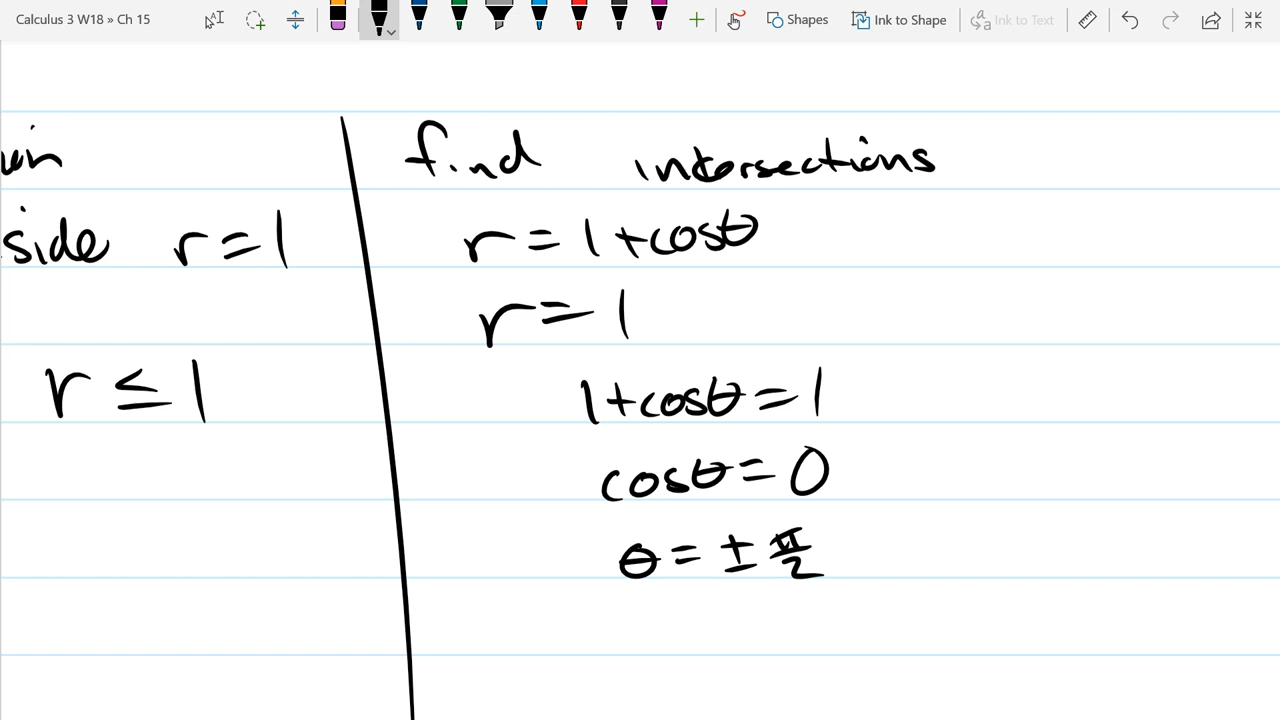 Calculus 3 W18 » Ch 15
Shapes
Ink to Shape
Ink to Text
side r = 1
r ≤ 1
find intersections
r = 1 + cosθ
r = 1
1 + cosθ = 1
cosθ = 0
θ = ± π/2